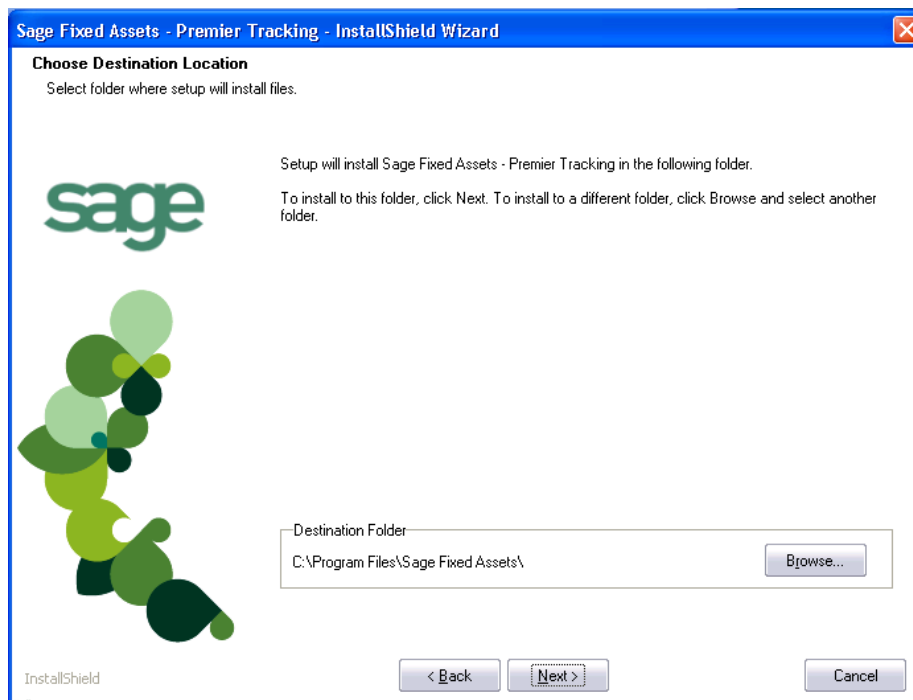 Sage Fixed Assets - Premier Tracking - InstallShield Wizard
Choose Destination Location
Select folder where setup will install files.
sage
Setup will install Sage Fixed Assets - Premier Tracking in the following folder.
To install to this folder, click Next. To install to a different folder, click Browse and select another
folder.
Destination Folder
C:\Program Files\Sage Fixed Assets\
Browse...
InstallShield
< Back
Next >
Cancel